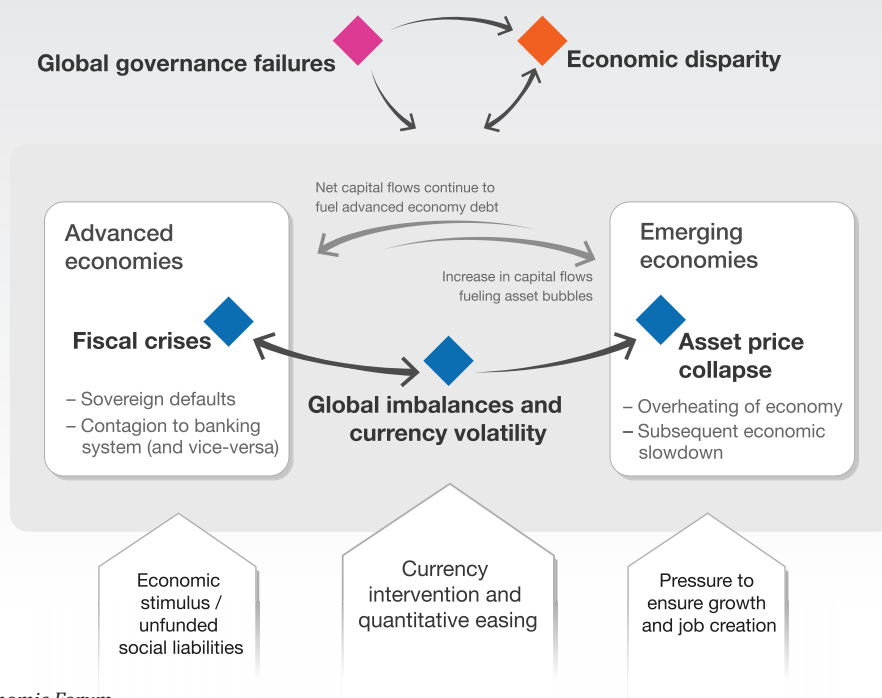 Global governance failures
Economic disparity
Net capital flows continue to
fuel advanced economy debt
Advanced
economies
Emerging
economies
Increase in capital flows
fueling asset bubbles
Fiscal crises
Asset price
collapse
– Sovereign defaults
– Contagion to banking
system (and vice-versa)
Global imbalances and
currency volatility
– Overheating of economy
– Subsequent economic
slowdown
Economic
stimulus /
unfunded
social liabilities
Currency
intervention and
quantitative easing
Pressure to
ensure growth
and job creation
Forum